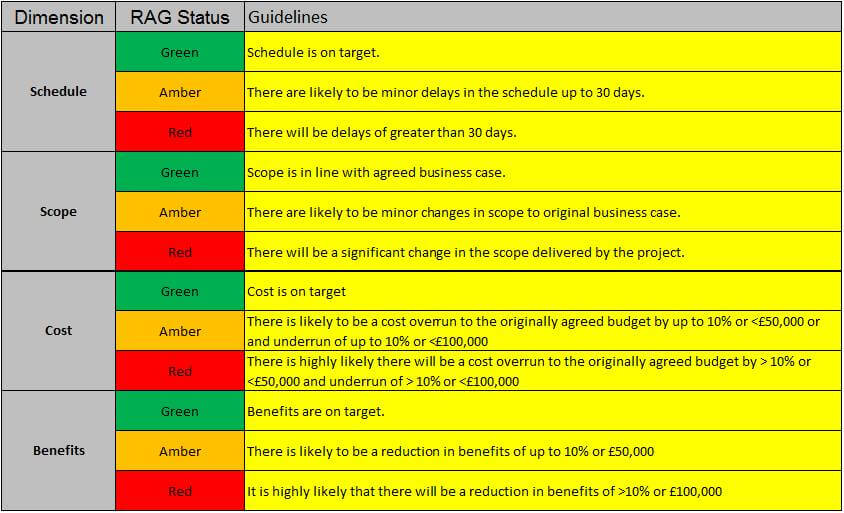 Dimension RAG Status Guidelines
Schedule
Green Schedule is on target.
Amber There are likely to be minor delays in the schedule up to 30 days.
Red There will be delays of greater than 30 days.
Scope
Green Scope is in line with agreed business case.
Amber There are likely to be minor changes in scope to original business case.
Red There will be a significant change in the scope delivered by the project.
Cost
Green Cost is on target
Amber There is likely to be a cost overrun to the originally agreed budget by up to 10% or <£50,000 or
and underrun of up to 10% or <£100,000
Red There is highly likely there will be a cost overrun to the originally agreed budget by > 10% or
<£50,000 and underrun of > 10% or <£100,000
Benefits
Green Benefits are on target.
Amber There is likely to be a reduction in benefits of up to 10% or £50,000
Red It is highly likely that there will be a reduction in benefits of >10% or £100,000